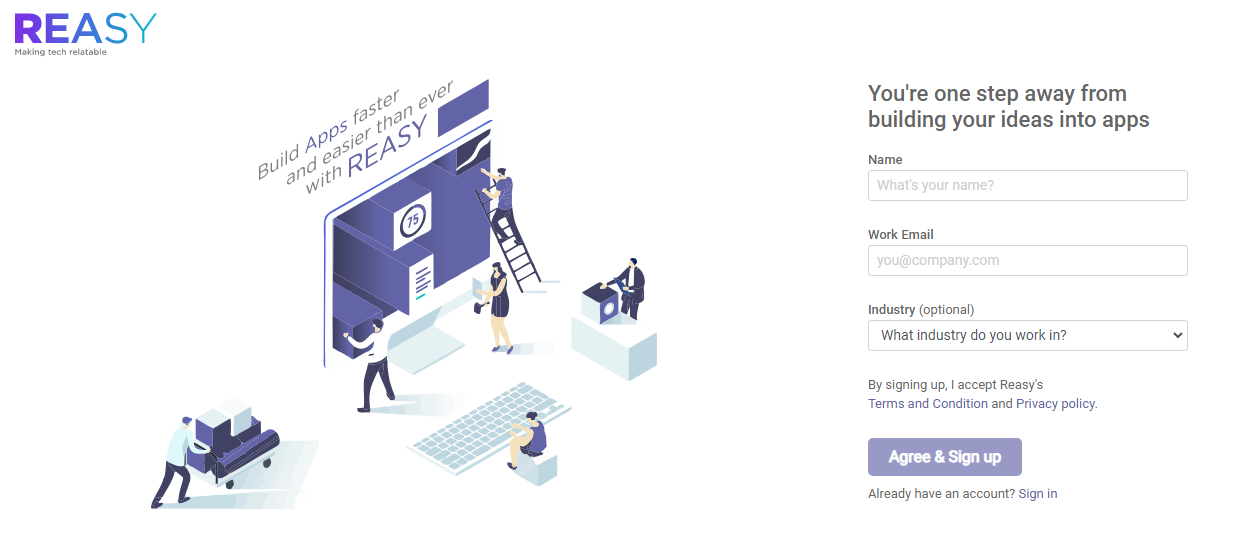 REASY
Making tech relatable
Build Apps faster
and easier than ever
with REASY
75
You're one step away from
building your ideas into apps
Name
What's your name?
Work Email
you@company.com
Industry (optional)
What industry do you work in?
By signing up, I accept Reasy's
Terms and Condition and Privacy policy.
Agree & Sign up
Already have an account? Sign in